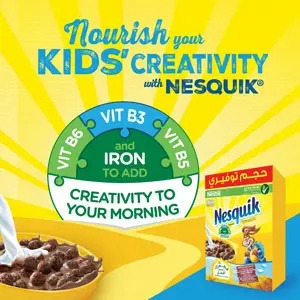 Nourish your
KIDS' CREATIVITY
with NESQUIK®
VIT B6
VIT B3
VIT B5
and
IRON
TO ADD
CREATIVITY TO
YOUR MORNING
حجم توفيري
Nestlé
Nesquik